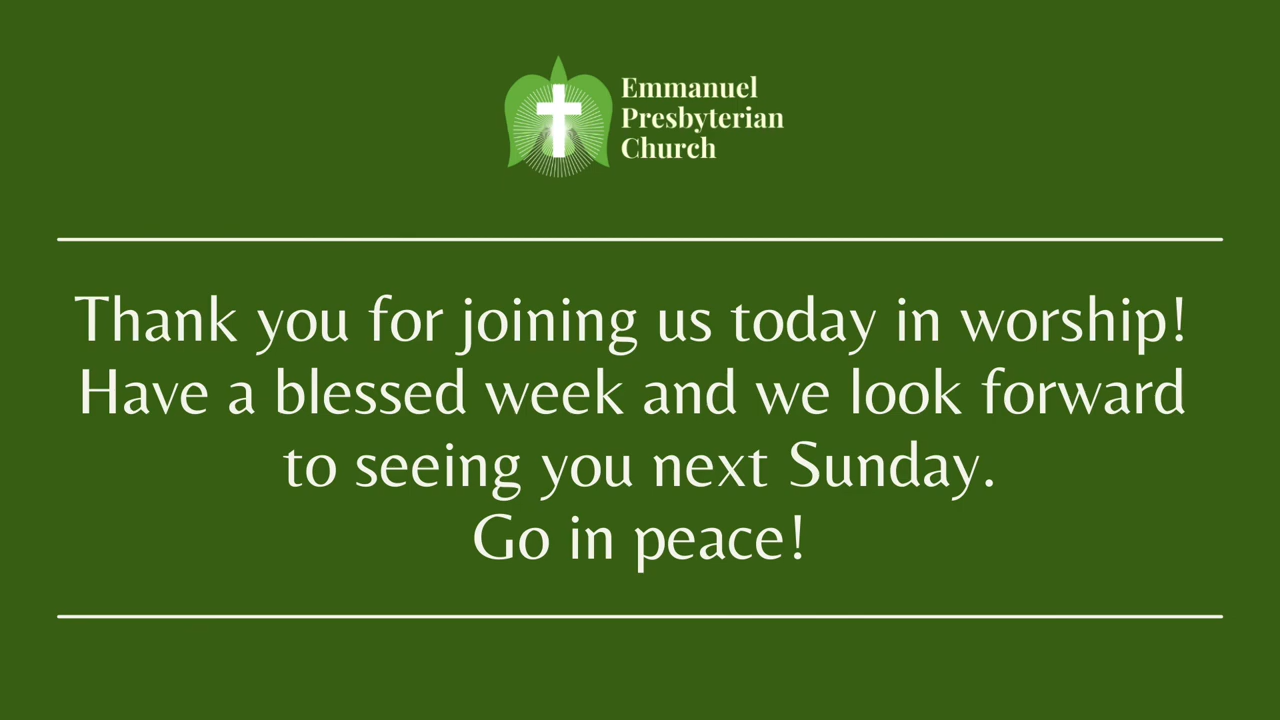 Emmanuel
Presbyterian
Church
Thank you for joining us today in worship!
Have a blessed week and we look forward
to seeing you next Sunday.
Go in peace!